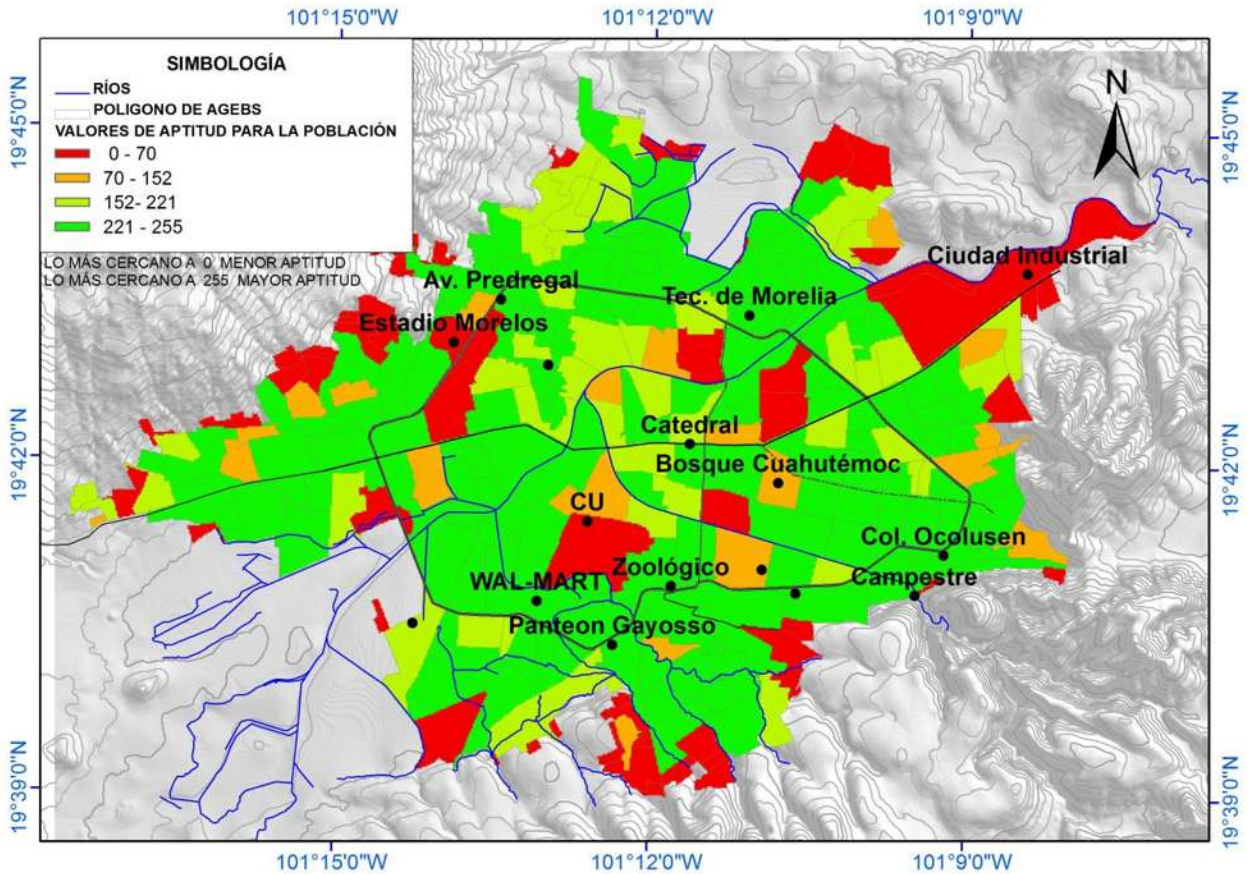 101°15'0"W
101°12'0"W
101°9'0"W
SIMBOLOGÍA
RÍOS
POLIGONO DE AGEBS
VALORES DE APTITUD PARA LA POBLACIÓN
0 - 70
70 - 152
152- 221
221 - 255
LO MÁS CERCANO A 0 MENOR APTITUD
LO MÁS CERCANO A 255 MAYOR APTITUD
N
19°45'0"N
19°45'0"N
Ciudad Industrial
Av. Predregal
Tec. de Morelia
Estadio Morelos
19°42'0"N
19°42'0"N
Catedral
Bosque Cuahutémoc
CU
Col. Ocolusen
Zoológico
WAL-MART
Campestre
Panteon Gayosso
19°39'0"N
19°39'0"N
101°15'0"W
101°12'0"W
101°9'0"W